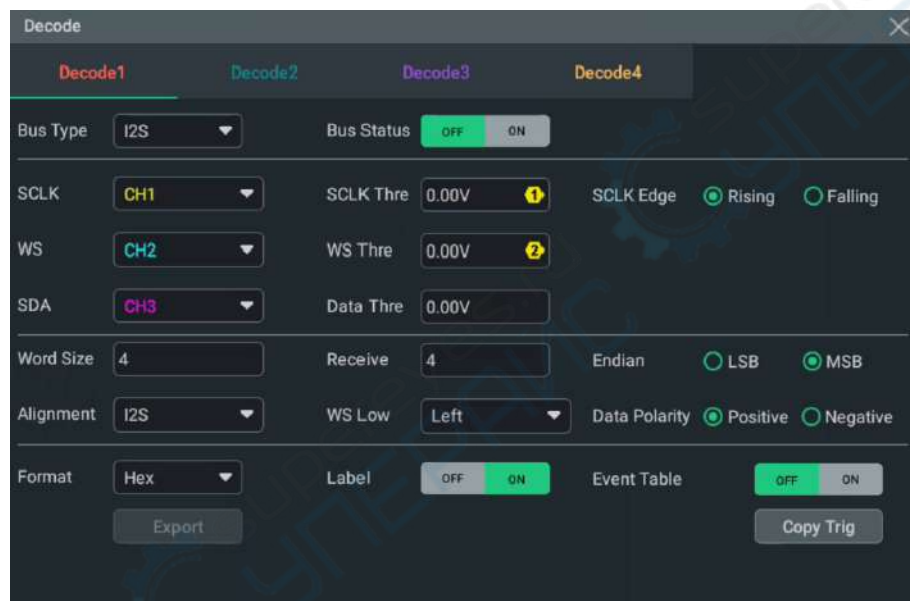 Decode
Decode1 Decode2 Decode3 Decode4
Bus Type I2S Bus Status OFF ON
SCLK CH1 SCLK Thre 0.00V 1 SCLK Edge Rising Falling
WS CH2 WS Thre 0.00V 2
SDA CH3 Data Thre 0.00V
Word Size 4 Receive 4 Endian LSB MSB
Alignment I2S WS Low Left Data Polarity Positive Negative
Format Hex Label OFF ON Event Table OFF ON
Export Copy Trig